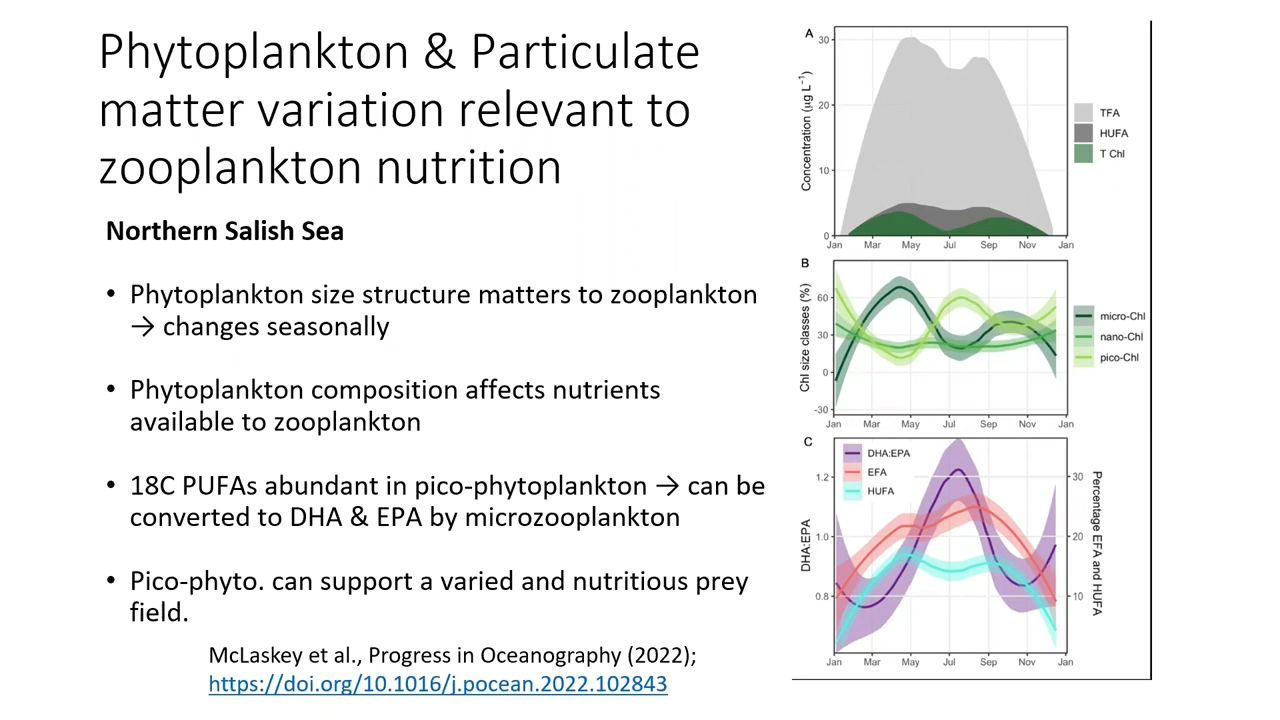 Phytoplankton & Particulate
matter variation relevant to
zooplankton nutrition
Northern Salish Sea
• Phytoplankton size structure matters to zooplankton
→ changes seasonally
• Phytoplankton composition affects nutrients
available to zooplankton
• 18C PUFAs abundant in pico-phytoplankton → can be
converted to DHA & EPA by microzooplankton
• Pico-phyto. can support a varied and nutritious prey
field.
McLaskey et al., Progress in Oceanography (2022);
https://doi.org/10.1016/j.pocean.2022.102843
A
Concentration (µg L⁻¹)
30
20
10
0
Jan Mar May Jul Sep Nov Jan
TFA
HUFA
T Chl
B
Chl size classes (%)
60
30
0
-30
Jan Mar May Jul Sep Nov Jan
micro-Chl
nano-Chl
pico-Chl
C
DHA:EPA
EFA
HUFA
DHA:EPA
1.2
1.0
0.8
30
20
10
Percentage EFA and HUFA
Jan Mar May Jul Sep Nov Jan